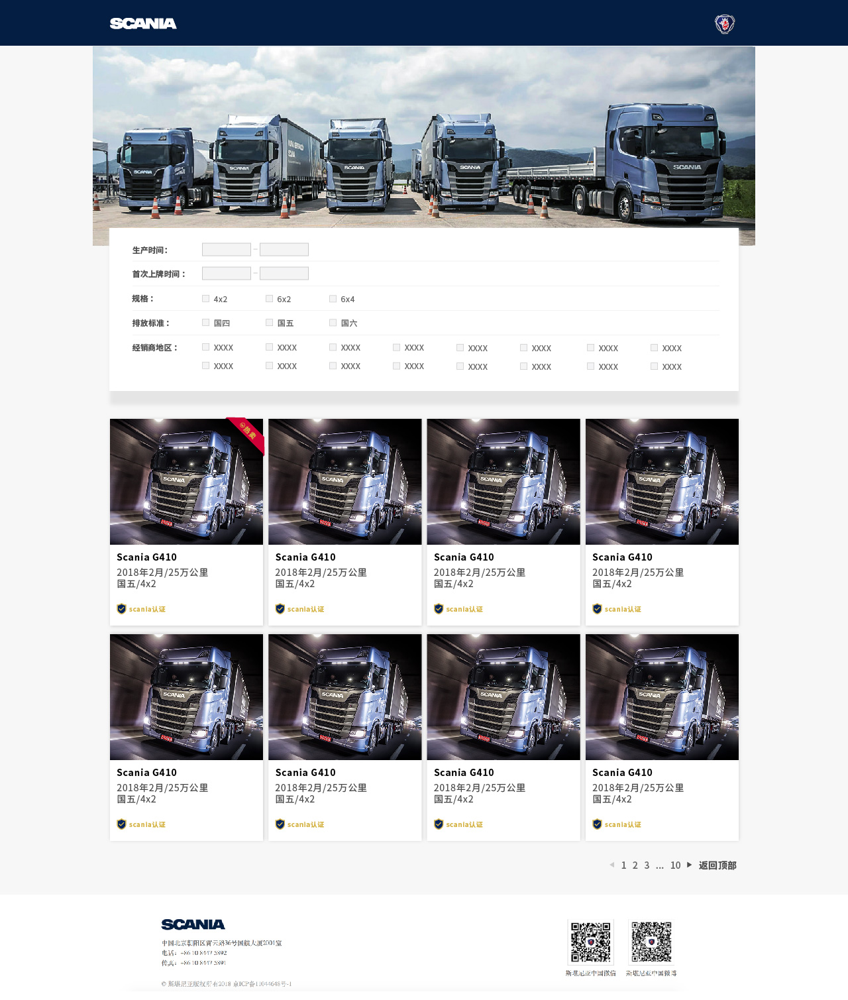 SCANIA
SCANIA
SCANIA
SCANIA
SCANIA
SCANIA
生产时间：
首次上牌时间：
规格： 4x2 6x2 6x4
排放标准： 国四 国五 国六
经销商地区： XXXX XXXX XXXX XXXX XXXX XXXX XXXX XXXX
XXXX XXXX XXXX XXXX XXXX XXXX XXXX XXXX
热卖
SCANIA SCANIA SCANIA SCANIA
Scania G410 Scania G410 Scania G410 Scania G410
2018年2月/25万公里 2018年2月/25万公里 2018年2月/25万公里 2018年2月/25万公里
国五/4x2 国五/4x2 国五/4x2 国五/4x2
scania认证 scania认证 scania认证 scania认证
SCANIA SCANIA SCANIA SCANIA
Scania G410 Scania G410 Scania G410 Scania G410
2018年2月/25万公里 2018年2月/25万公里 2018年2月/25万公里 2018年2月/25万公里
国五/4x2 国五/4x2 国五/4x2 国五/4x2
scania认证 scania认证 scania认证 scania认证
1 2 3 ... 10 返回顶部
SCANIA
中国北京朝阳区霄云路36号国航大厦2001室
电话：+86 10 8447 5892
传真：+86 10 8447 5891
斯堪尼亚中国微信 斯堪尼亚中国微博
© 斯堪尼亚版权所有2018 京ICP备11044648号-1